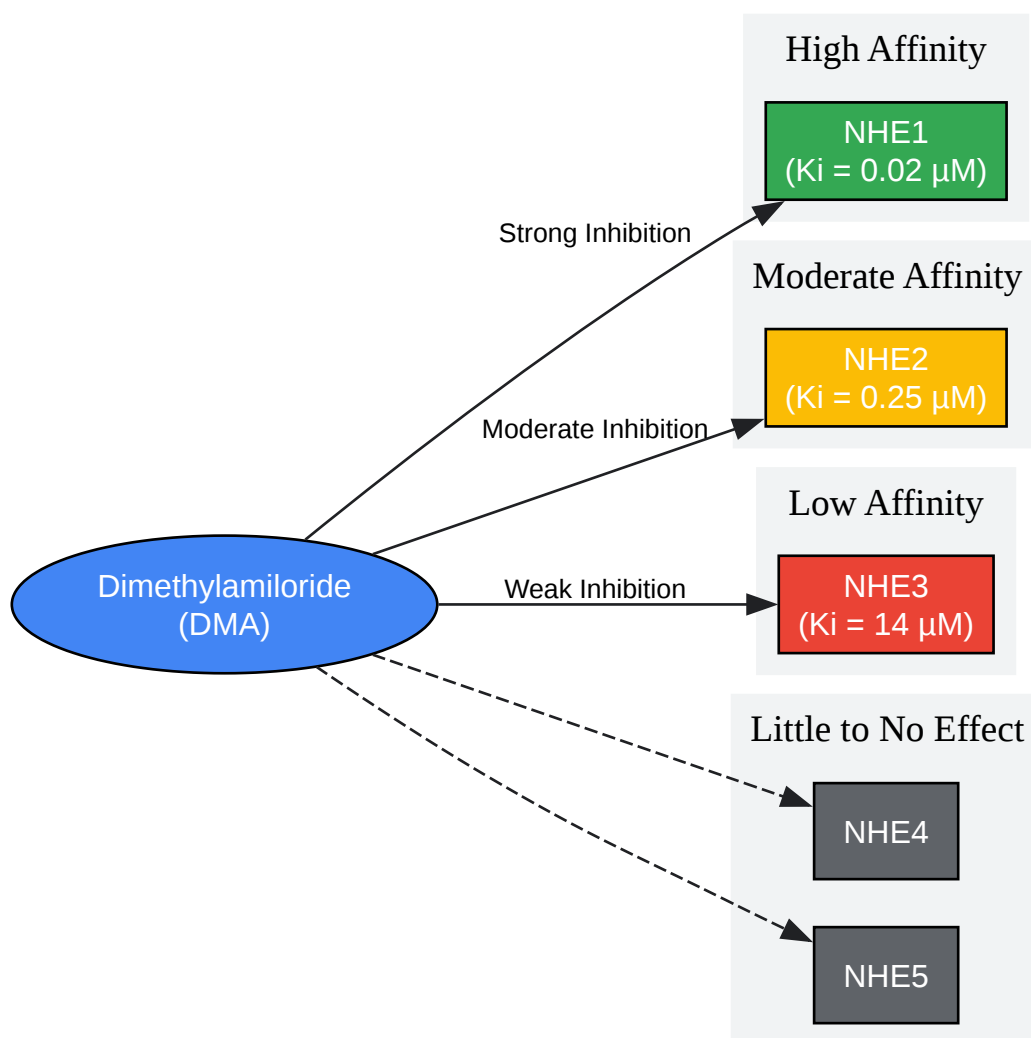 High Affinity
NHE1
(Ki = 0.02 µM)
Strong Inhibition
Moderate Affinity
NHE2
(Ki = 0.25 µM)
Moderate Inhibition
Low Affinity
NHE3
(Ki = 14 µM)
Weak Inhibition
Dimethylamiloride
(DMA)
Little to No Effect
NHE4
NHE5